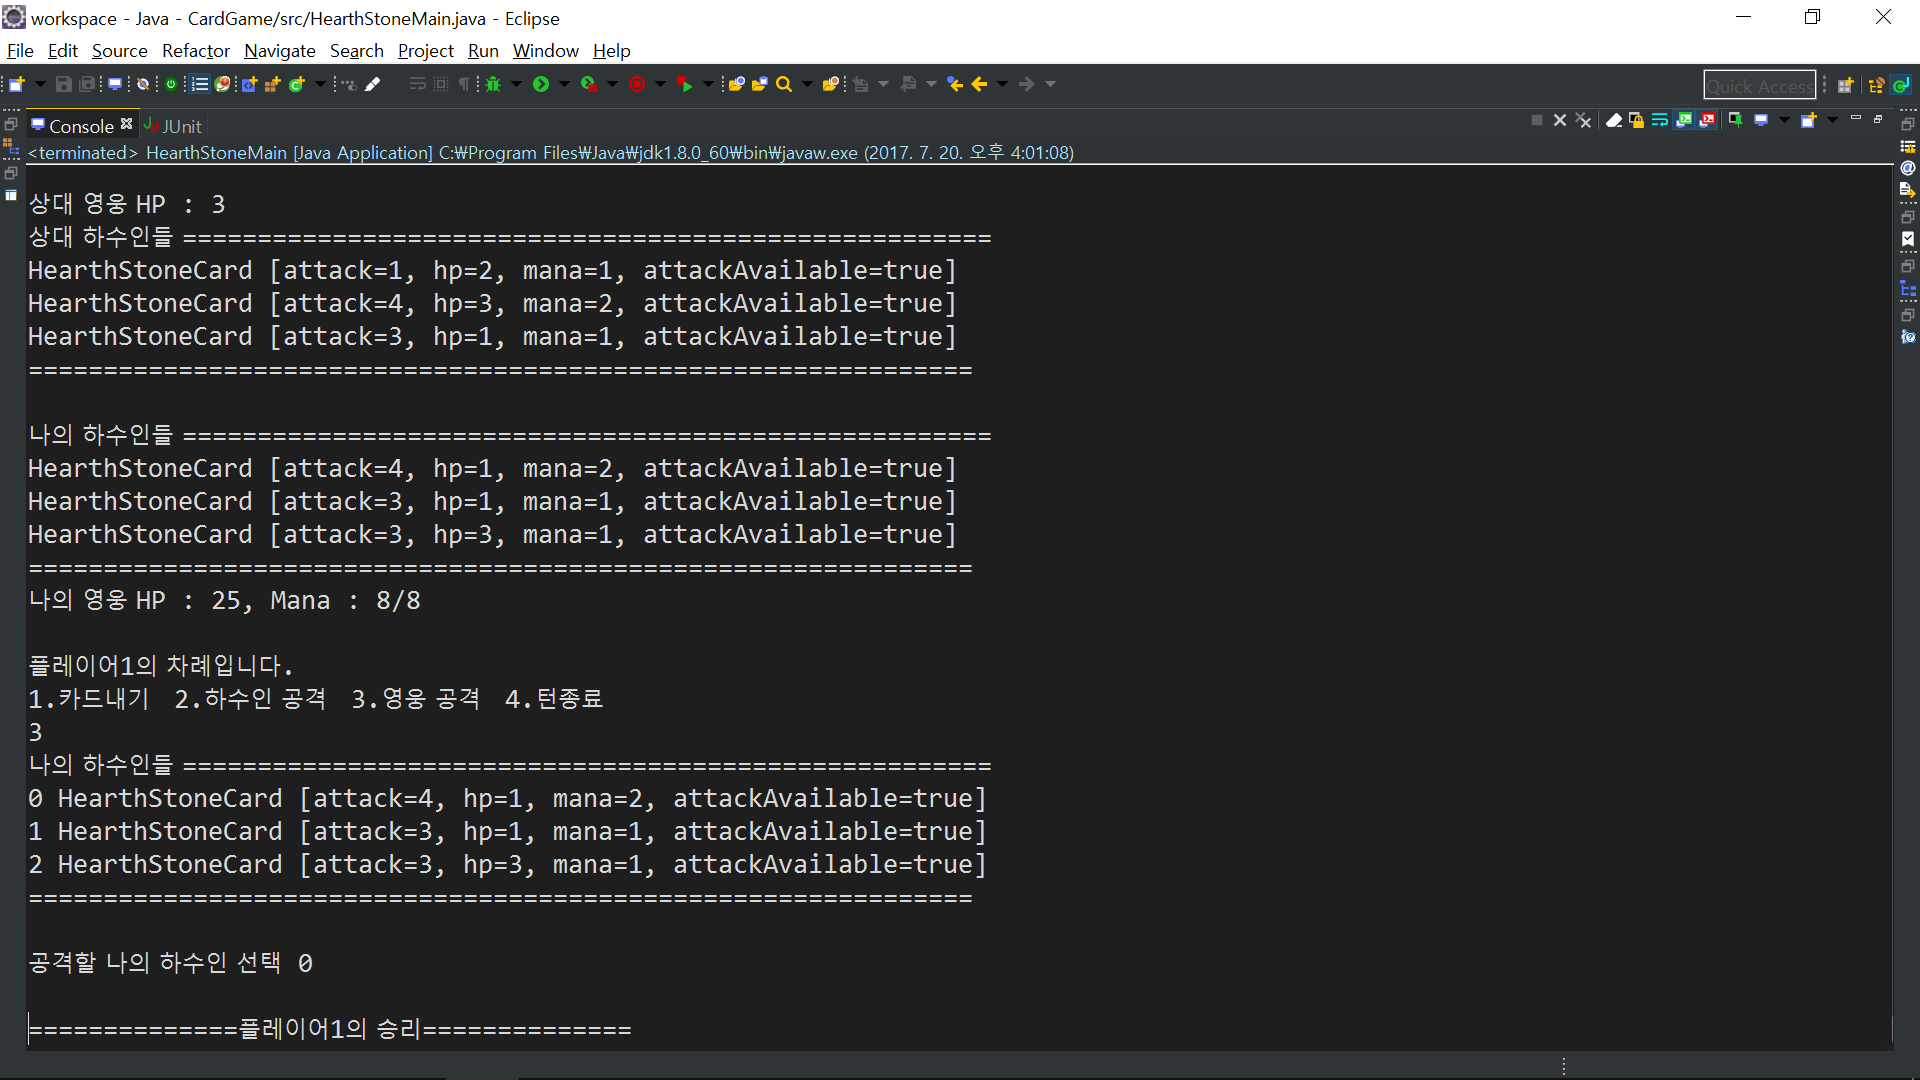 workspace - Java - CardGame/src/HearthStoneMain.java - Eclipse
File Edit Source Refactor Navigate Search Project Run Window Help
Quick Access
Console JUnit
<terminated> HearthStoneMain [Java Application] C:₩Program Files₩Java₩jdk1.8.0_60₩bin₩javaw.exe (2017. 7. 20. 오후 4:01:08)
상대 영웅 HP : 3
상대 하수인들 ======================================================
HearthStoneCard [attack=1, hp=2, mana=1, attackAvailable=true]
HearthStoneCard [attack=4, hp=3, mana=2, attackAvailable=true]
HearthStoneCard [attack=3, hp=1, mana=1, attackAvailable=true]
===============================================================
나의 하수인들 ======================================================
HearthStoneCard [attack=4, hp=1, mana=2, attackAvailable=true]
HearthStoneCard [attack=3, hp=1, mana=1, attackAvailable=true]
HearthStoneCard [attack=3, hp=3, mana=1, attackAvailable=true]
===============================================================
나의 영웅 HP : 25, Mana : 8/8
플레이어1의 차례입니다.
1.카드내기 2.하수인 공격 3.영웅 공격 4.턴종료
3
나의 하수인들 ======================================================
0 HearthStoneCard [attack=4, hp=1, mana=2, attackAvailable=true]
1 HearthStoneCard [attack=3, hp=1, mana=1, attackAvailable=true]
2 HearthStoneCard [attack=3, hp=3, mana=1, attackAvailable=true]
===============================================================
공격할 나의 하수인 선택 0
==============플레이어1의 승리==============